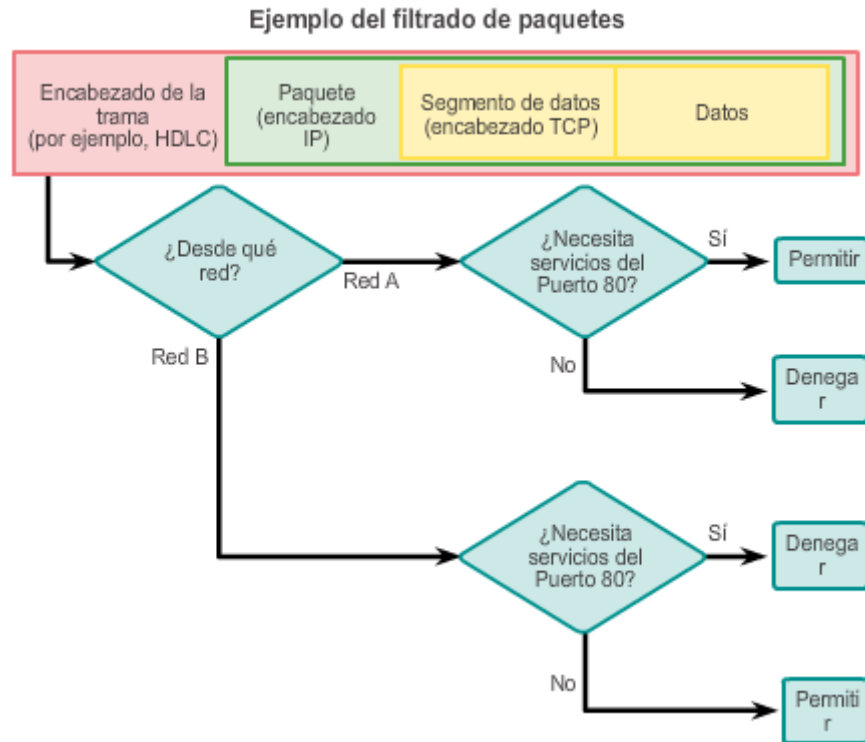 Ejemplo del filtrado de paquetes
Encabezado de la
trama
(por ejemplo, HDLC)
Paquete
(encabezado
IP)
Segmento de datos
(encabezado TCP)
Datos
¿Desde qué
red?
Red A
¿Necesita
servicios del
Puerto 80?
Sí
Permitir
Red B
No
Denega
r
¿Necesita
servicios del
Puerto 80?
Sí
Denega
r
No
Permiti
r